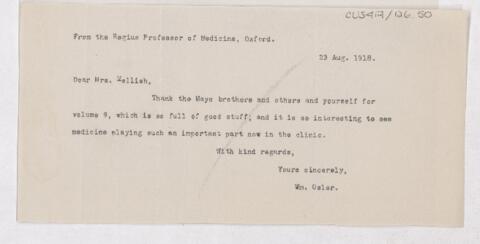 CUS417/126.50
From the Regius Professor of Medicine, Oxford.
23 Aug. 1918.
Dear Mrs. Mellish,
Thank the Mayo brothers and others and yourself for
volume 9, which is so full of good stuff; and it is so interesting to see
medicine playing such an important part now in the clinic.
With kind regards,
Yours sincerely,
Wm. Osler.